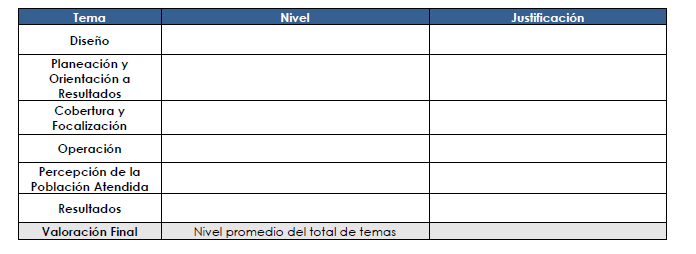 Tema Nivel Justificación
Diseño
Planeación y
Orientación a
Resultados
Cobertura y
Focalización
Operación
Percepción de la
Población Atendida
Resultados
Valoración Final Nivel promedio del total de temas